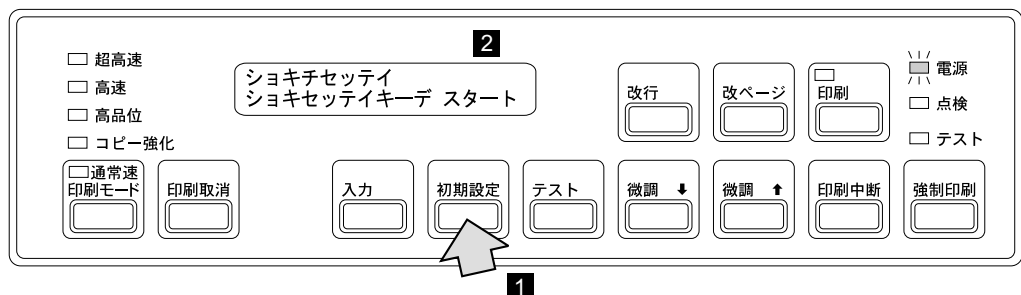 2
超高速
高速
高品位
コピー強化
ショキチセッテイ
ショキセッテイキーデ スタート
改行
改ページ
印刷
電源
点検
テスト
通常速
印刷モード
印刷取消
入力
初期設定
テスト
微調 ⬇
微調 ⬆
印刷中断
強制印刷
1